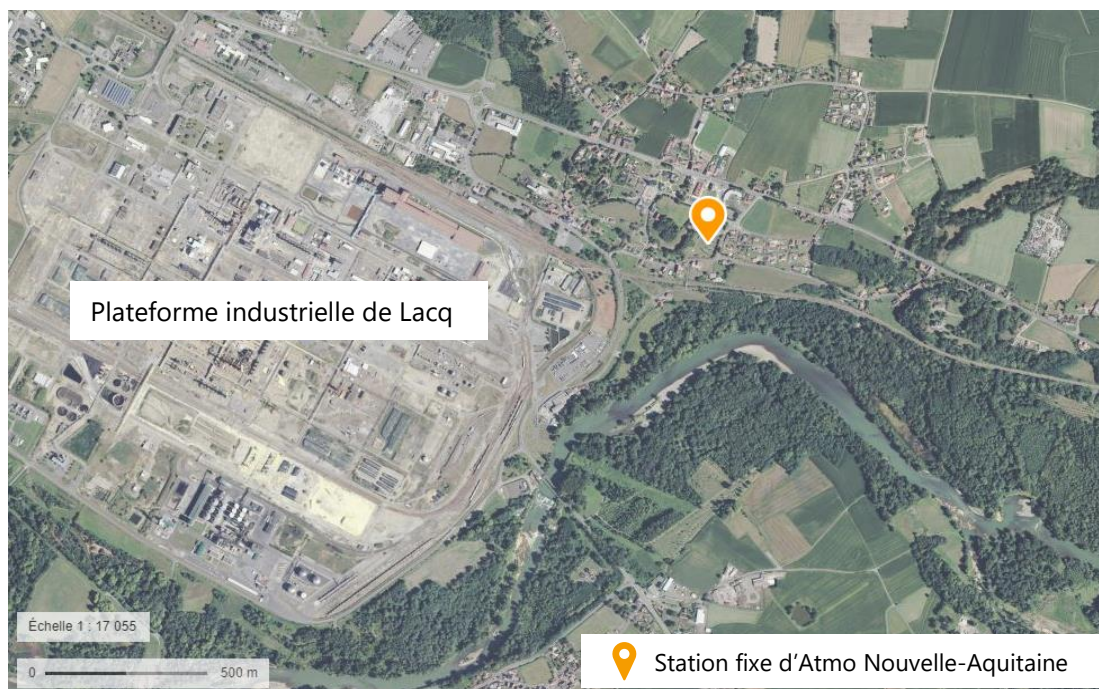 Plateforme industrielle de Lacq
Échelle 1 : 17 055
0 500 m
Station fixe d'Atmo Nouvelle-Aquitaine